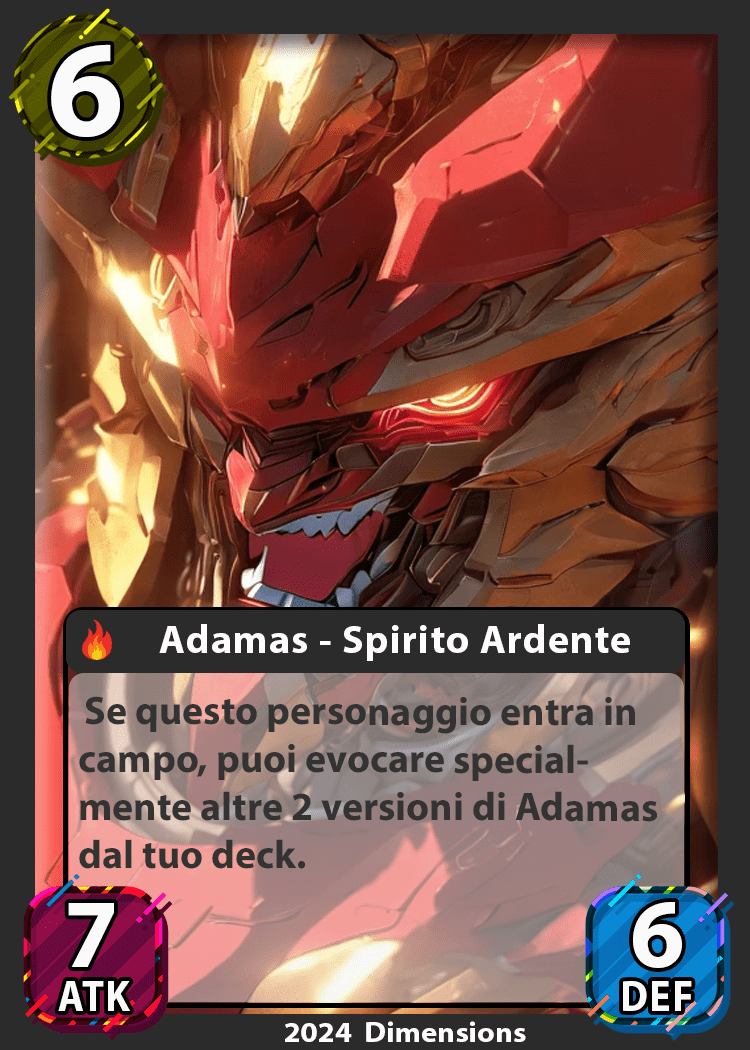 6
Adamas - Spirito Ardente
Se questo personaggio entra in
campo, puoi evocare special-
mente altre 2 versioni di Adamas
dal tuo deck.
7
ATK
6
DEF
2024 Dimensions